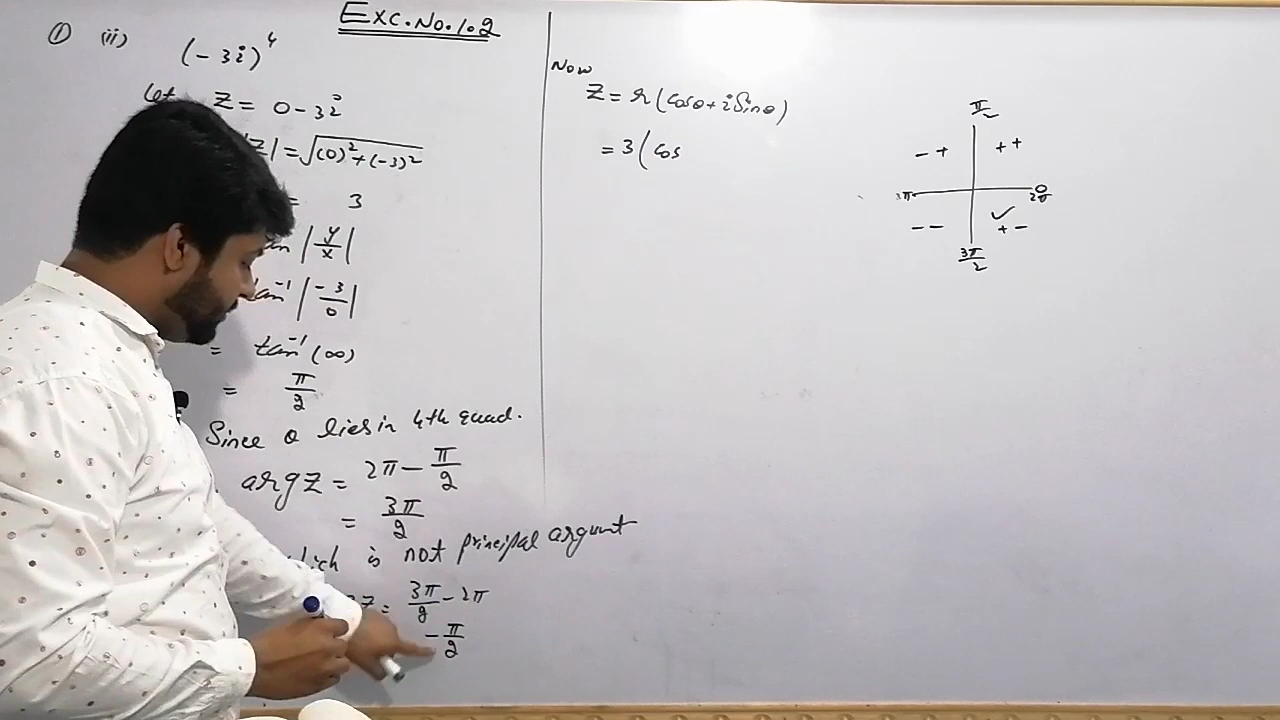 Exc. No. 1.2
① (ii) (-3i)⁴
Let Z = 0 - 3i
|Z| = √(0)² + (-3)²
= 3
|y/x|
tan⁻¹ |-3/0|
= tan⁻¹(∞)
= π/2
Since θ lies in 4th quad.
arg Z = 2π - π/2
= 3π/2
is not principal argument
Z = 3π/2 - 2π
-π/2
Now
Z = r(cosθ + i Sinθ)
= 3(cos
π/2
- + ++
π 0
2π
✓
-- +-
3π/2